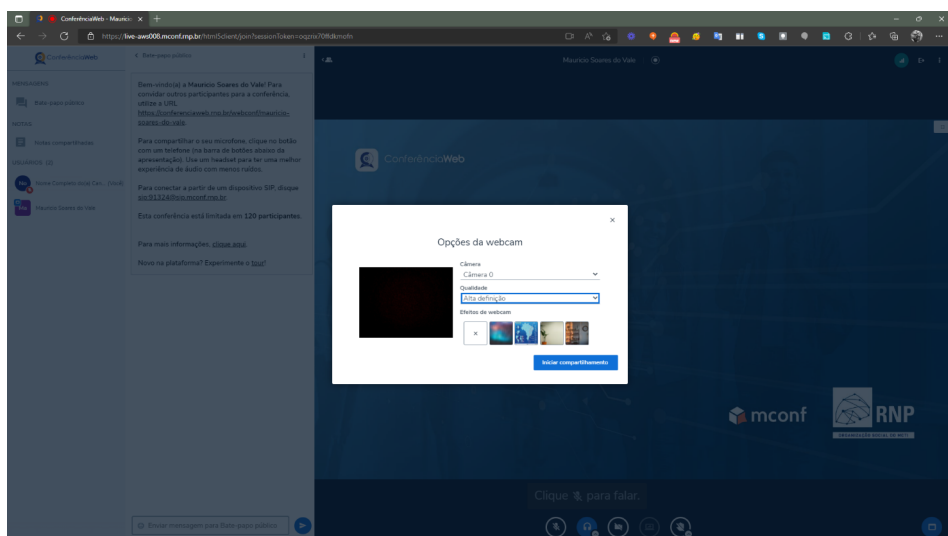 ConferênciaWeb - Maurici
https://live-aws008.mconf.rnp.br/html5client/join?sessionToken=
ConferênciaWeb
MENSAGENS
Bate-papo público
NOTAS
Notas compartilhadas
USUÁRIOS (2)
Mauricio Soares do Vale
Bate-papo público
Bem-vindo(a) a Mauricio Soares do Vale! Para
convidar outros participantes para a conferência,
utilize a URL
https://conferenciaweb.rnp.br/webconf/mauricio-
soares-do-vale.
Para compartilhar o seu microfone, clique no botão
com um telefone (na barra de botões abaixo da
apresentação). Use um headset para ter uma melhor
experiência de áudio com menos ruídos.
Para conectar a partir de um dispositivo SIP, disque
sip:91324@sip.mconf.rnp.br
Esta conferência está limitada em 120 participantes.
Para mais informações, clique aqui.
Novo na plataforma? Experimente o tour!
Enviar mensagem para Bate-papo público
Mauricio Soares do Vale
ConferênciaWeb
Opções da webcam
Câmera
Câmera 0
Qualidade
Alta definição
Efeitos de webcam
Iniciar compartilhamento
mconf
RNP
Clique para falar.